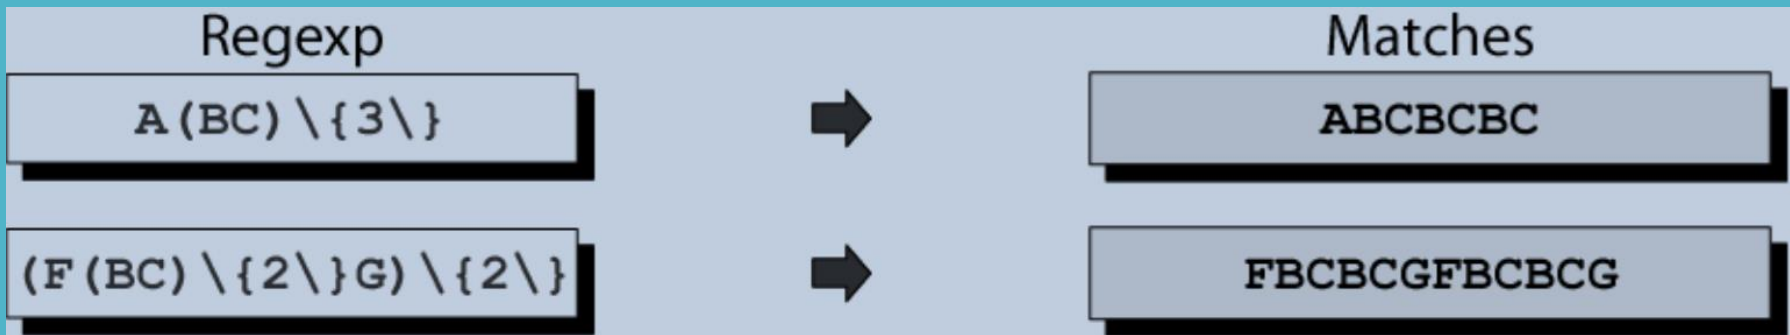 Regexp Matches
A(BC)\{3\} ABCBCBC
(F(BC)\{2\}G)\{2\} FBCBCGFBCBCG